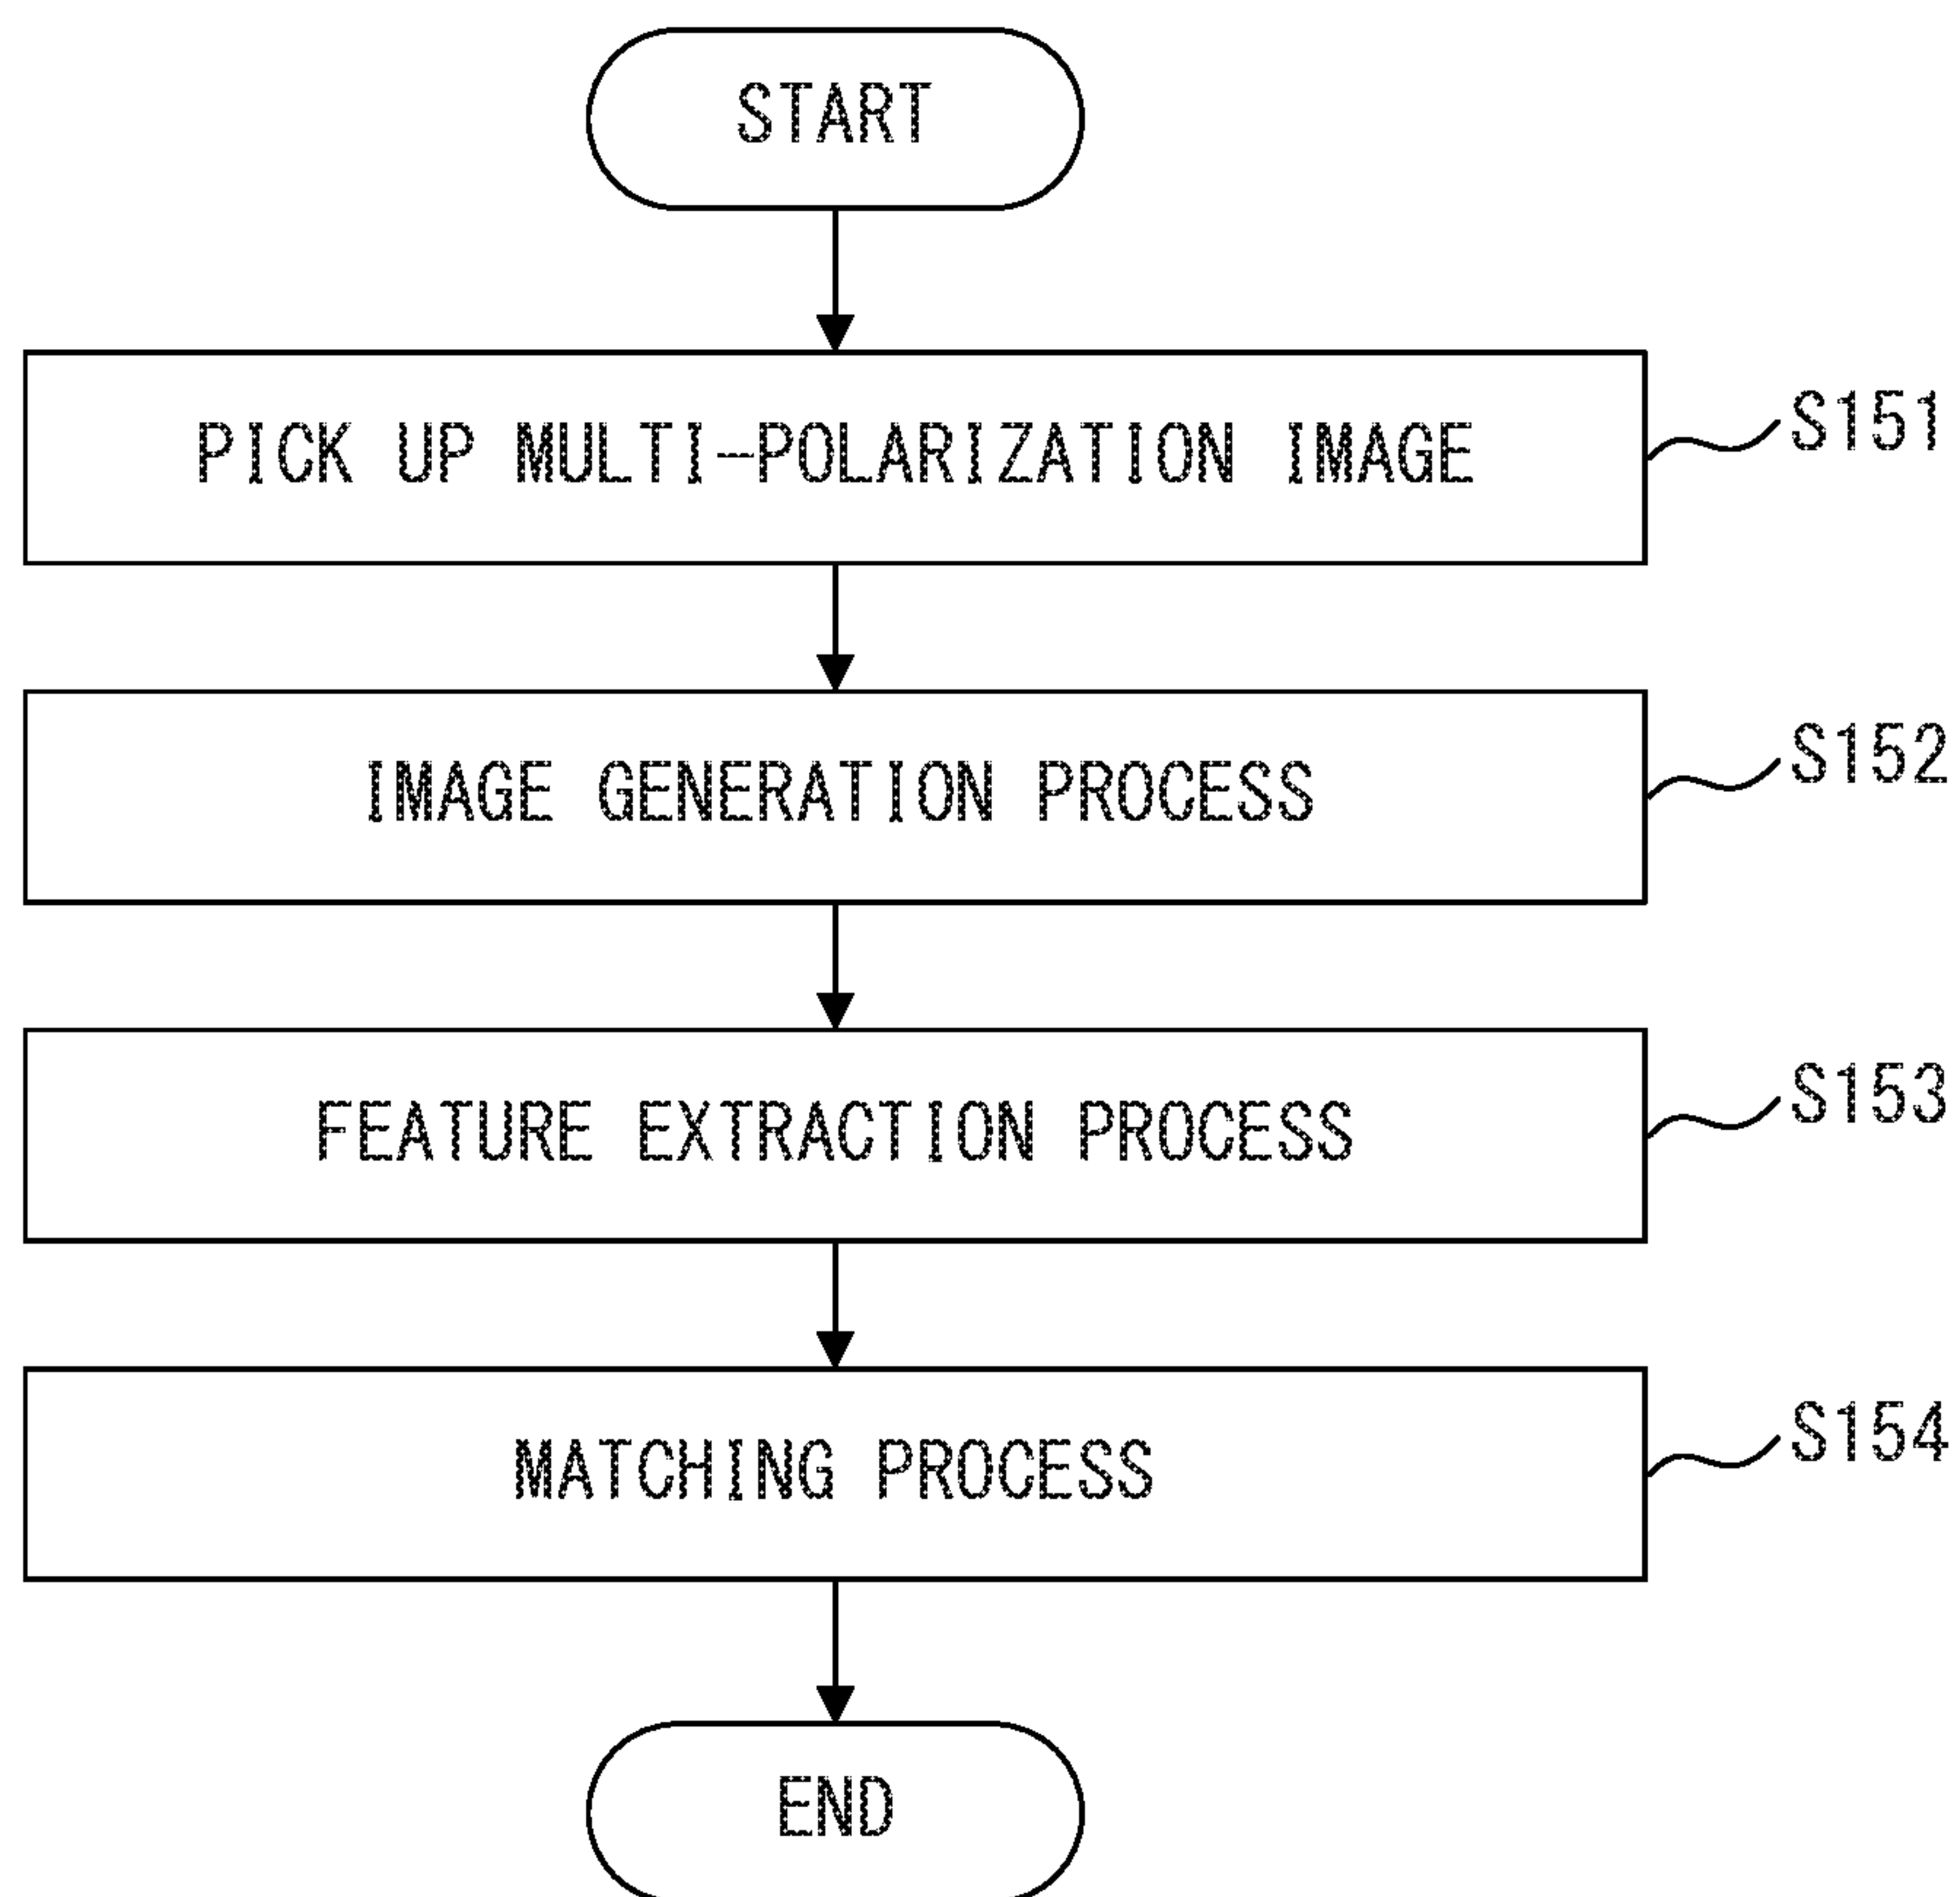 START
PICK UP MULTI-POLARIZATION IMAGE
S151
IMAGE GENERATION PROCESS
S152
FEATURE EXTRACTION PROCESS
S153
MATCHING PROCESS
S154
END